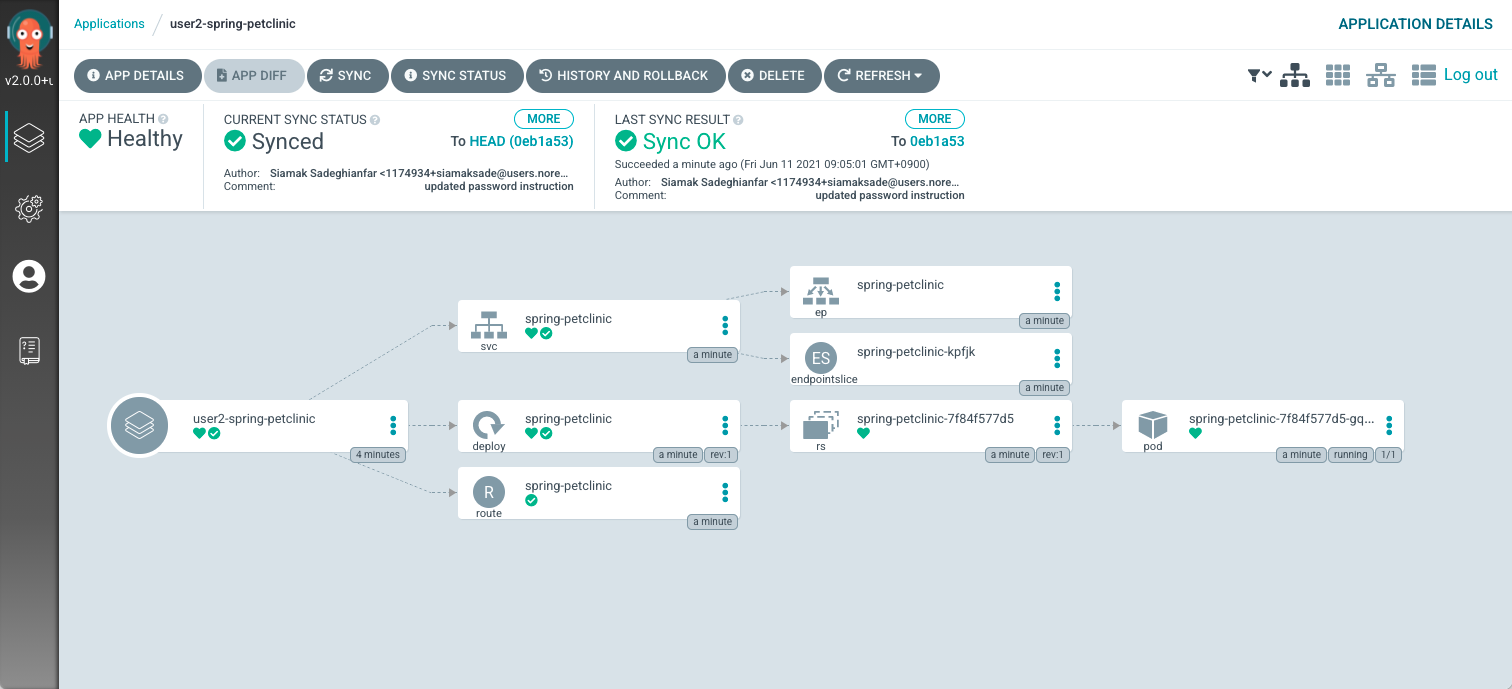 Applications / user2-spring-petclinic
APPLICATION DETAILS
v2.0.0+u
APP DETAILS
APP DIFF
SYNC
SYNC STATUS
HISTORY AND ROLLBACK
DELETE
REFRESH
Log out
APP HEALTH
Healthy
CURRENT SYNC STATUS
MORE
Synced
To HEAD (0eb1a53)
Author: Siamak Sadeghianfar <1174934+siamaksade@users.nore...
Comment: updated password instruction
LAST SYNC RESULT
MORE
Sync OK
To 0eb1a53
Succeeded a minute ago (Fri Jun 11 2021 09:05:01 GMT+0900)
Author: Siamak Sadeghianfar <1174934+siamaksade@users.nore...
Comment: updated password instruction
spring-petclinic
ep
a minute
spring-petclinic
svc
a minute
ES
spring-petclinic-kpfjk
endpointslice
a minute
user2-spring-petclinic
4 minutes
spring-petclinic
deploy
a minute
rev:1
spring-petclinic-7f84f577d5
rs
a minute
rev:1
spring-petclinic-7f84f577d5-gq...
pod
a minute
running
1/1
R
spring-petclinic
route
a minute